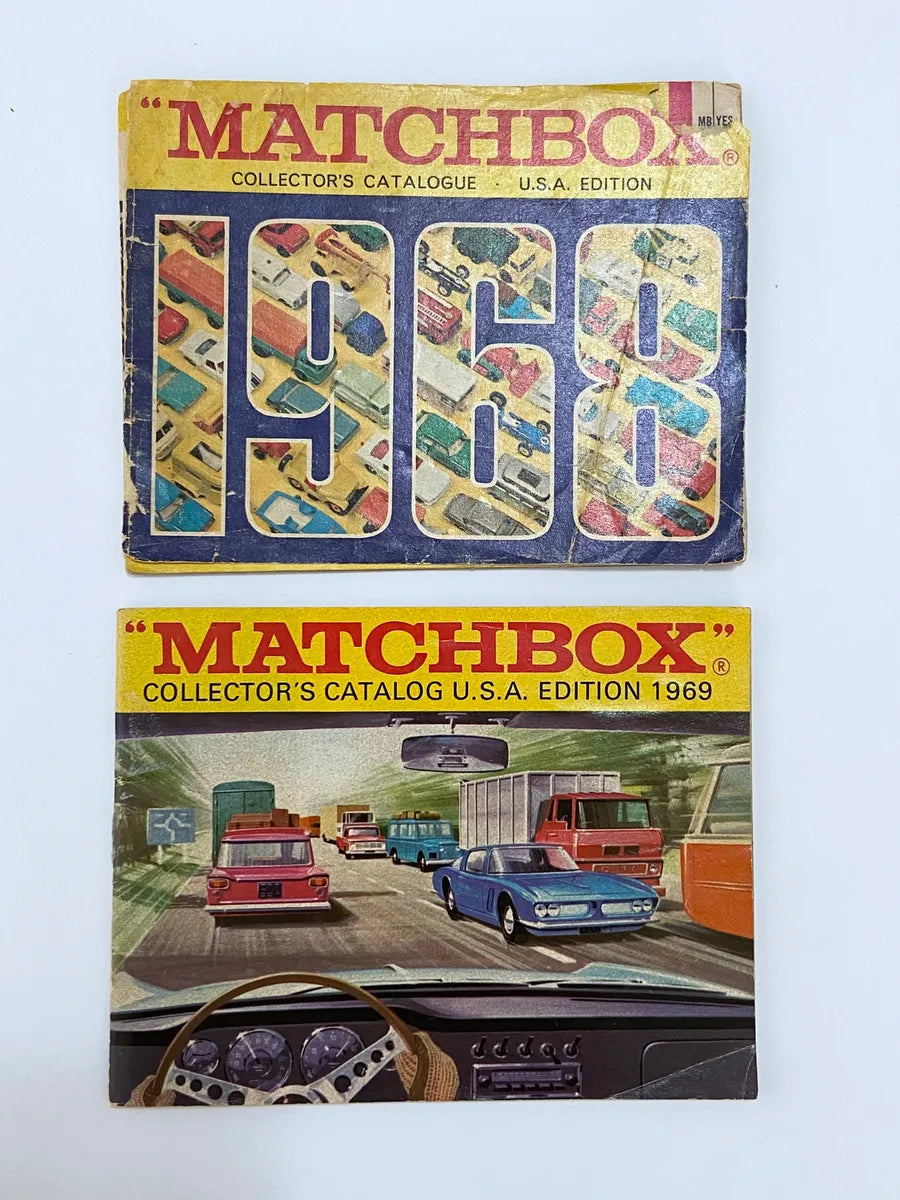 “MATCHBOX®
MB YES
COLLECTOR'S CATALOGUE · U.S.A. EDITION
1968
“MATCHBOX”®
COLLECTOR'S CATALOG U.S.A. EDITION 1969